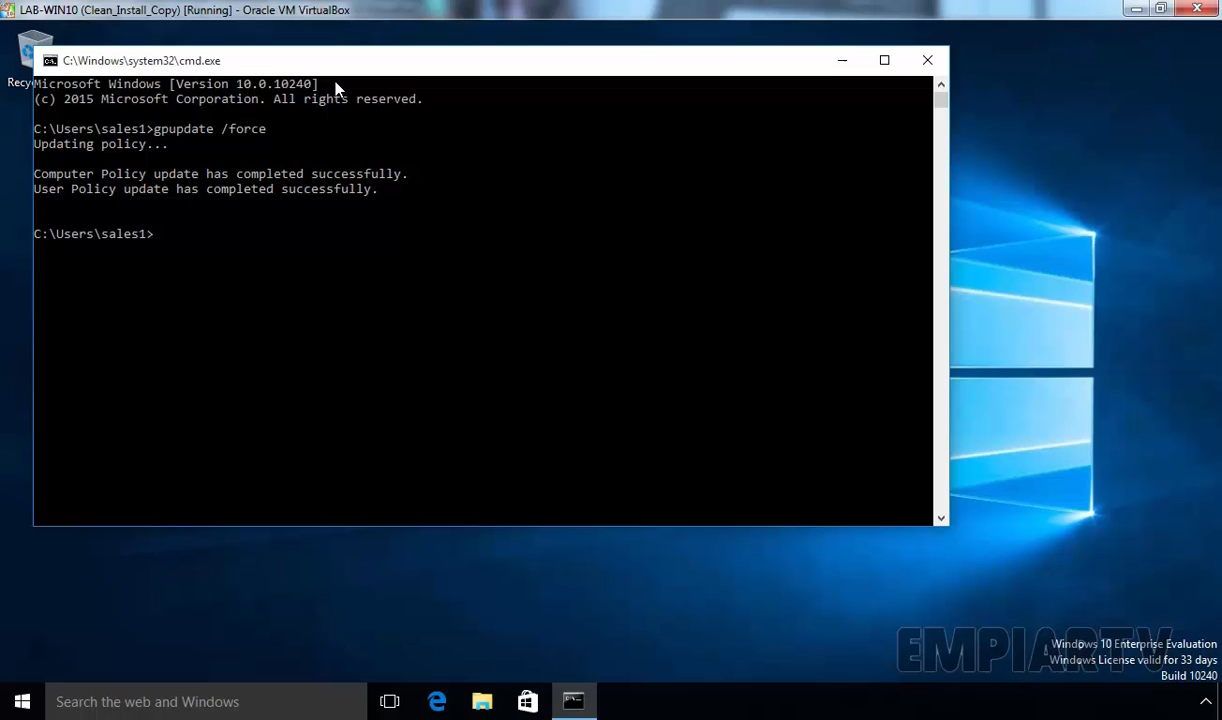 LAB-WIN10 (Clean_Install_Copy) [Running] - Oracle VM VirtualBox
C:\Windows\system32\cmd.exe
Microsoft Windows [Version 10.0.10240]
(c) 2015 Microsoft Corporation. All rights reserved.
C:\Users\sales1>gpupdate /force
Updating policy...
Computer Policy update has completed successfully.
User Policy update has completed successfully.
C:\Users\sales1>
EMPIARTV
Windows 10 Enterprise Evaluation
Windows License valid for 33 days
Build 10240
Search the web and Windows